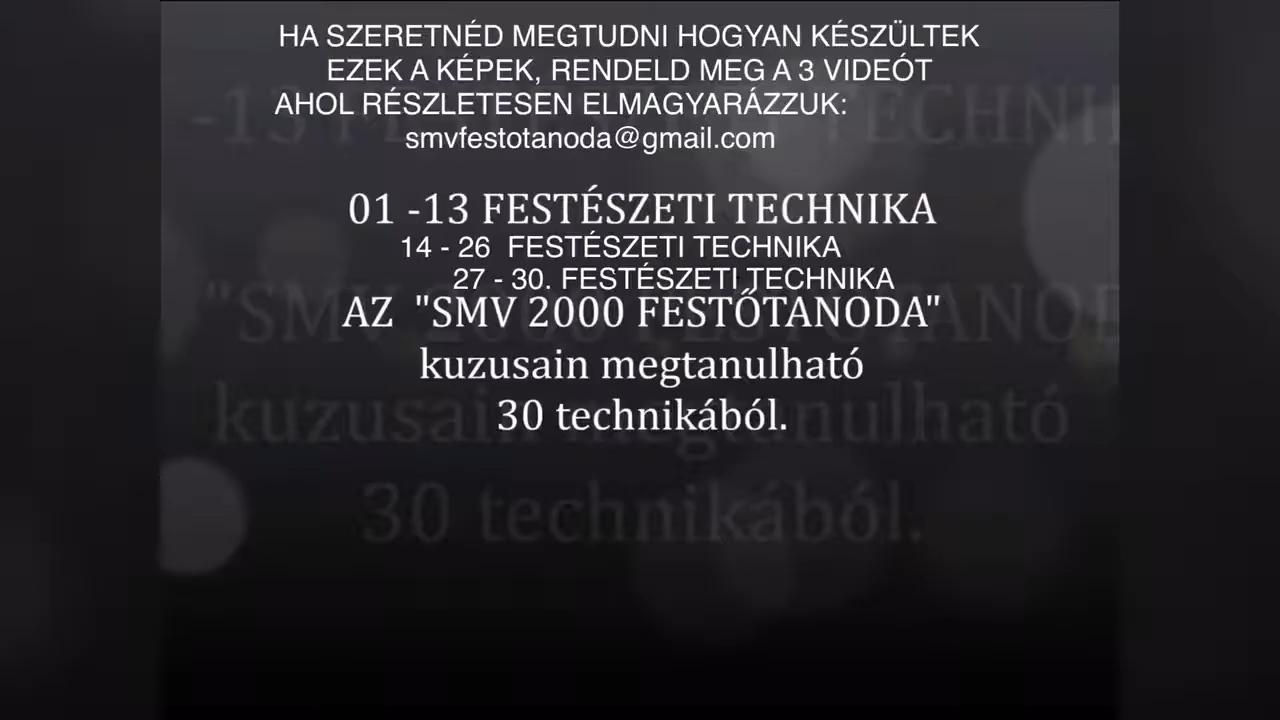 HA SZERETNÉD MEGTUDNI HOGYAN KÉSZÜLTEK
EZEK A KÉPEK, RENDELD MEG A 3 VIDEÓT
AHOL RÉSZLETESEN ELMAGYARÁZZUK:
smvfestotanoda@gmail.com
01 -13 FESTÉSZETI TECHNIKA
14 - 26 FESTÉSZETI TECHNIKA
27 - 30. FESTÉSZETI TECHNIKA
AZ "SMV 2000 FESTŐTANODA"
kuzusain megtanulható
30 technikából.